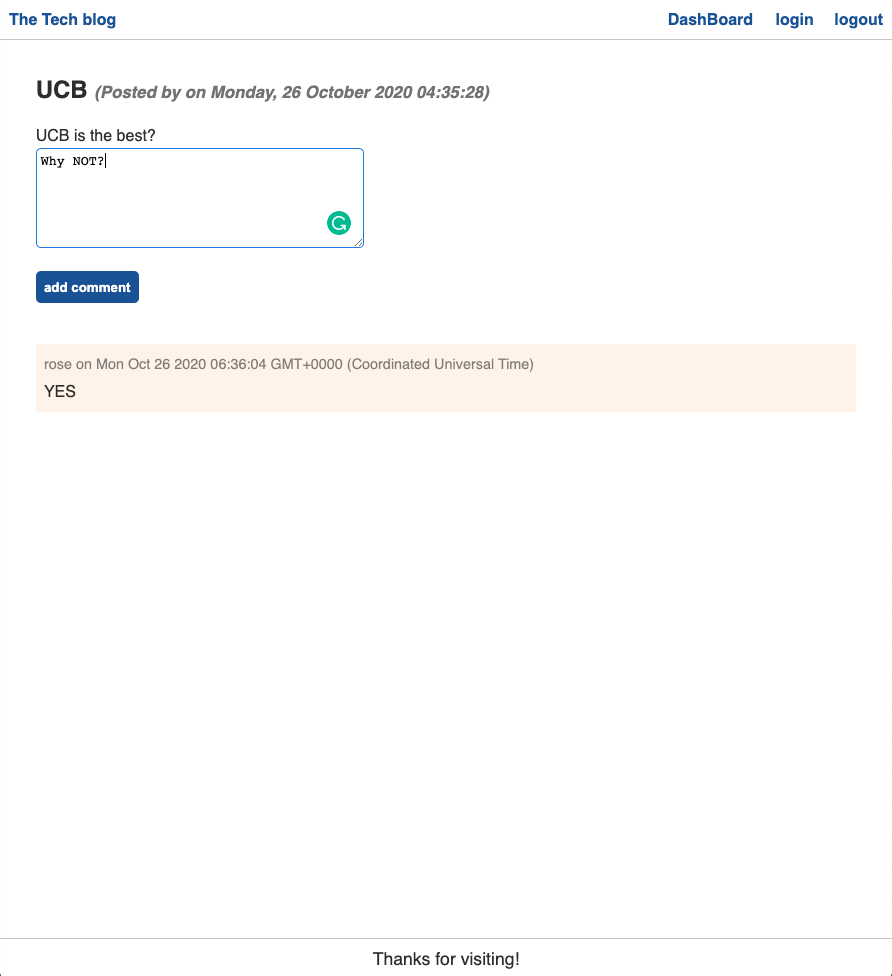 The Tech blog DashBoard login logout
UCB (Posted by on Monday, 26 October 2020 04:35:28)
UCB is the best?
Why NOT?
add comment
rose on Mon Oct 26 2020 06:36:04 GMT+0000 (Coordinated Universal Time)
YES
Thanks for visiting!